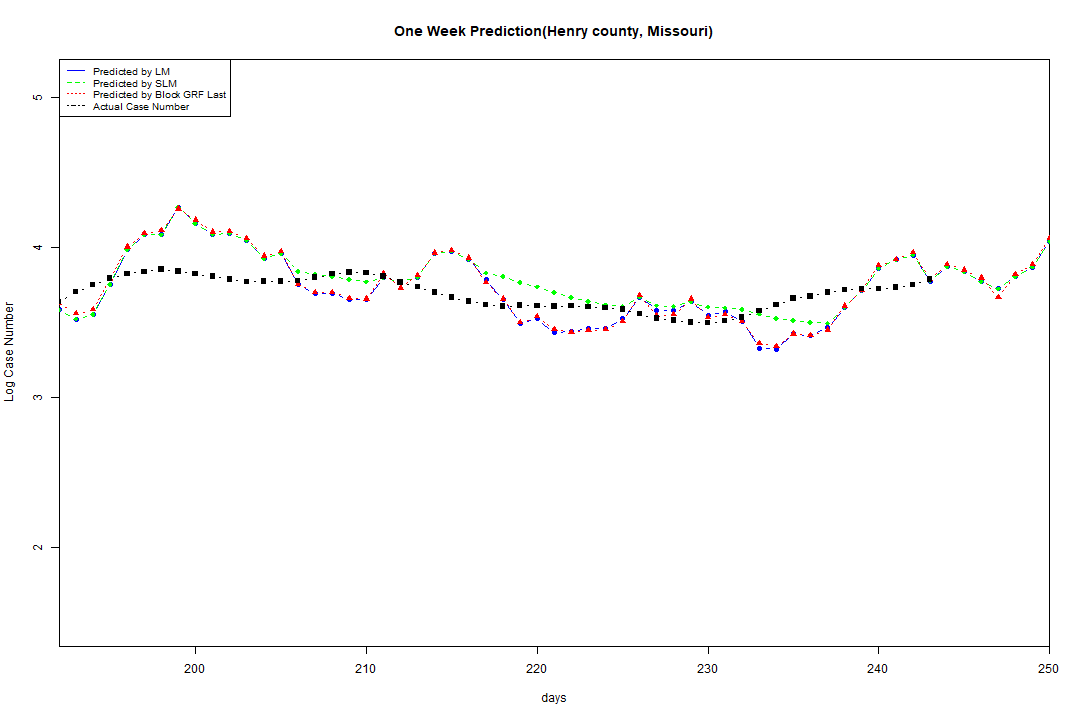 One Week Prediction(Henry county, Missouri)
Predicted by LM
Predicted by SLM
Predicted by Block GRF Last
Actual Case Number
5
4
3
2
Log Case Number
200 210 220 230 240 250
days